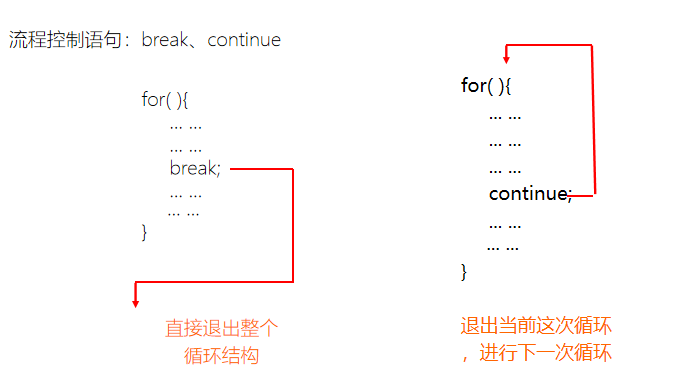 流程控制语句：break、continue
for( ){
... ...
... ...
break;
... ...
... ...
}
直接退出整个
循环结构
for( ){
... ...
... ...
... ...
continue;
... ...
... ...
}
退出当前这次循环
，进行下一次循环